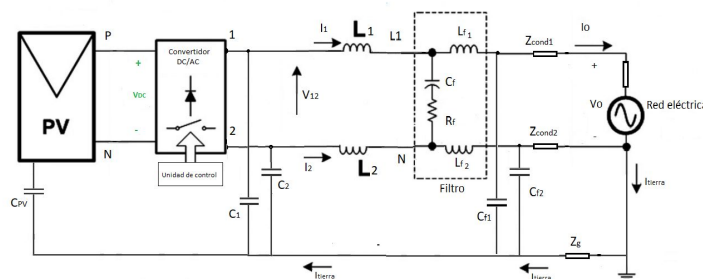 P
1
I1
L1
L1
Lf1
Zcond1
Io
Convertidor
DC/AC
+
VDC
-
PV
V12
Cf
Rf
+
Vo
-
Red eléctrica
N
2
I2
L2
N
Lf2
Zcond2
Unidad de control
Filtro
CPV
C1
C2
Cf1
Cf2
Itierra
Zg
-
Itierra
Itierra